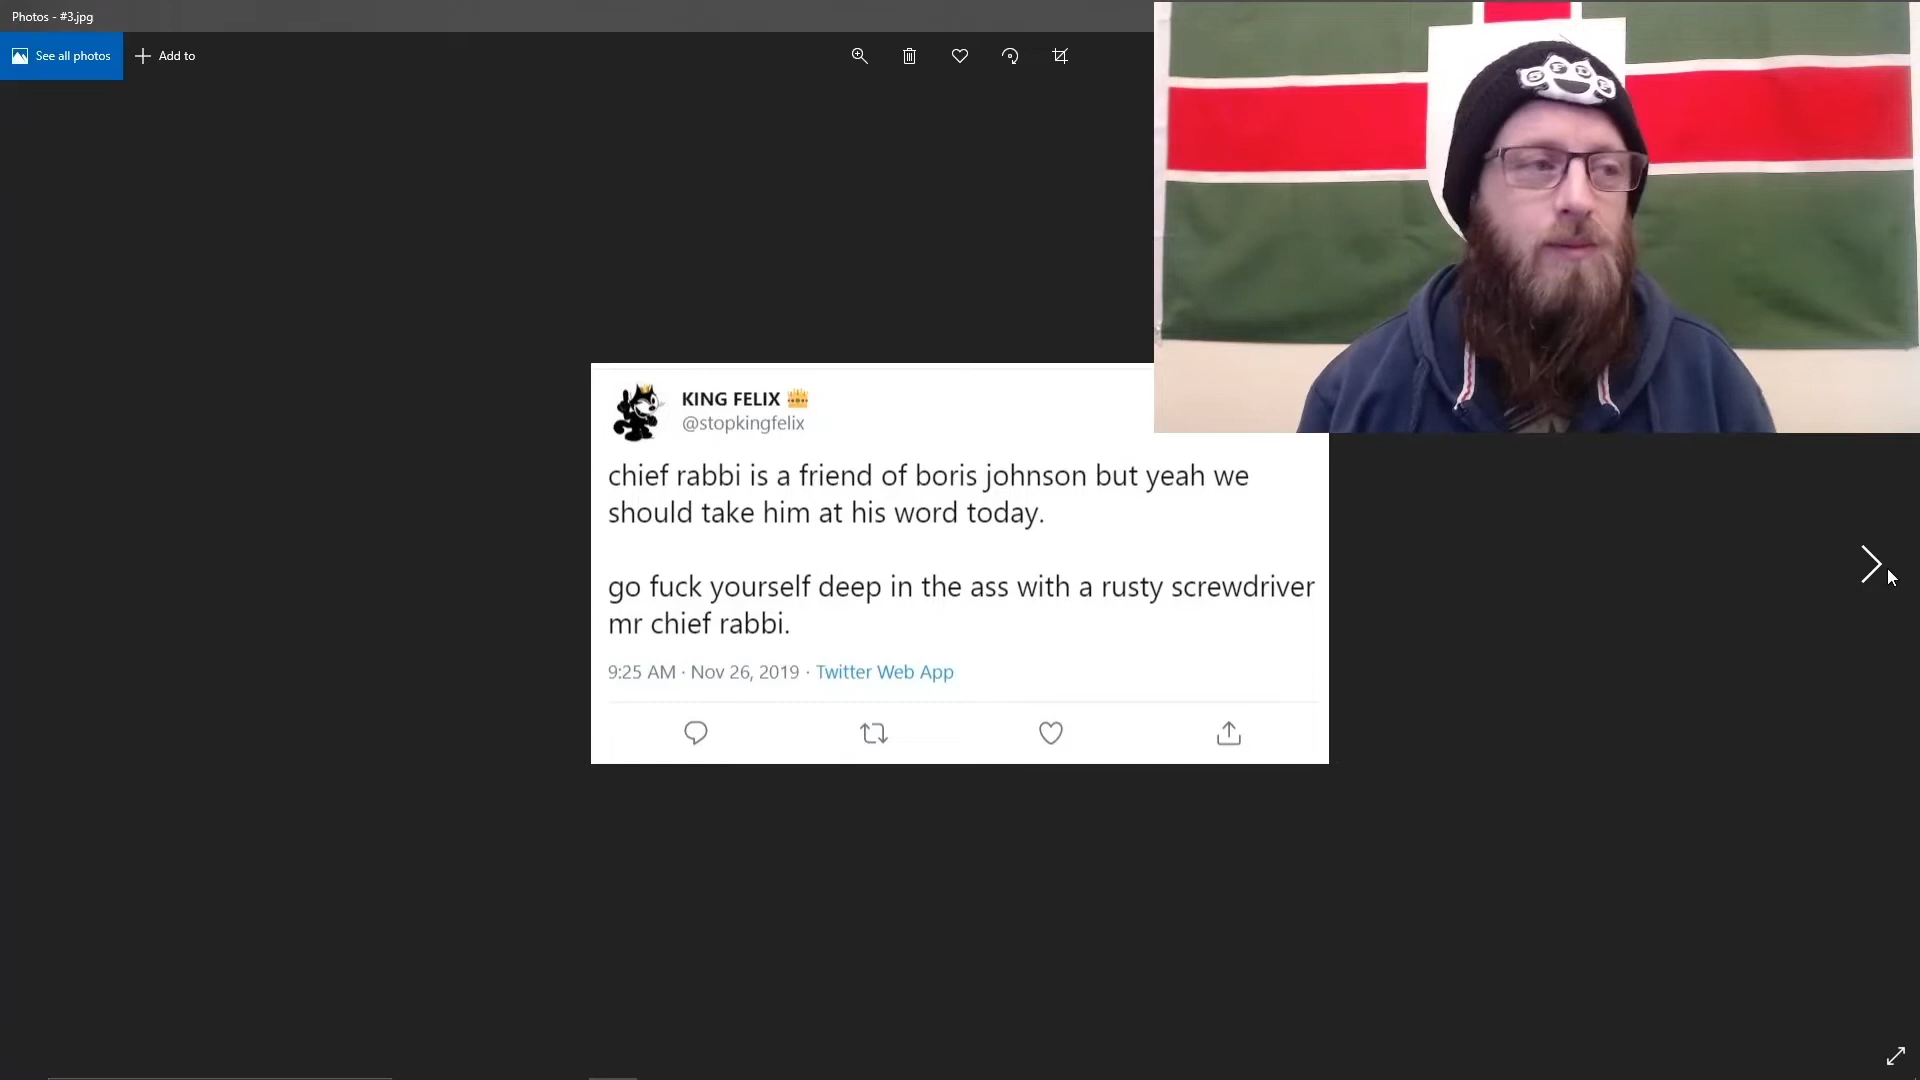 Photos - #3.jpg
See all photos
Add to
KING FELIX
@stopkingfelix
chief rabbi is a friend of boris johnson but yeah we
should take him at his word today.
go fuck yourself deep in the ass with a rusty screwdriver
mr chief rabbi.
9:25 AM · Nov 26, 2019 · Twitter Web App